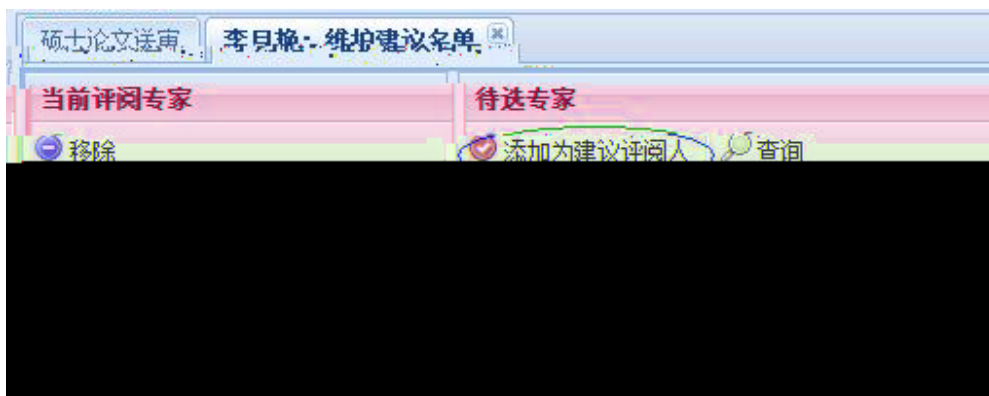 硕士论文送审 李见艳 - 维护建议名单
当前评阅专家 待选专家
移除 添加为建议评阅人 查询